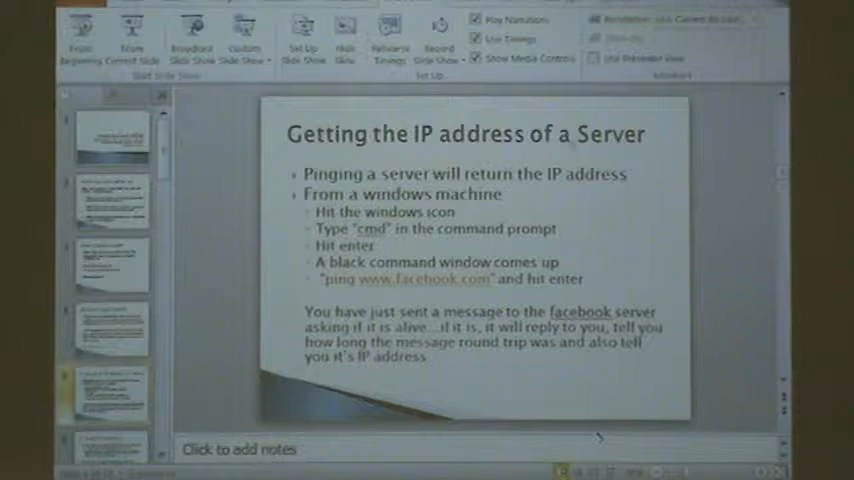 From Beginning
From Current Slide
Broadcast Slide Show
Custom Slide Show
Set Up Slide Show
Hide Slide
Rehearse Timings
Record Slide Show
Play Narrations
Use Timings
Show Media Controls
Use Presenter View
Start Slide Show
Set Up
Getting the IP address of a Server
Pinging a server will return the IP address
From a windows machine
Hit the windows icon
Type "cmd" in the command prompt
Hit enter
A black command window comes up
"ping www.facebook.com" and hit enter
You have just sent a message to the facebook server
asking if it is alive...if it is, it will reply to you, tell you
how long the message round trip was and also tell
you it's IP address
Click to add notes